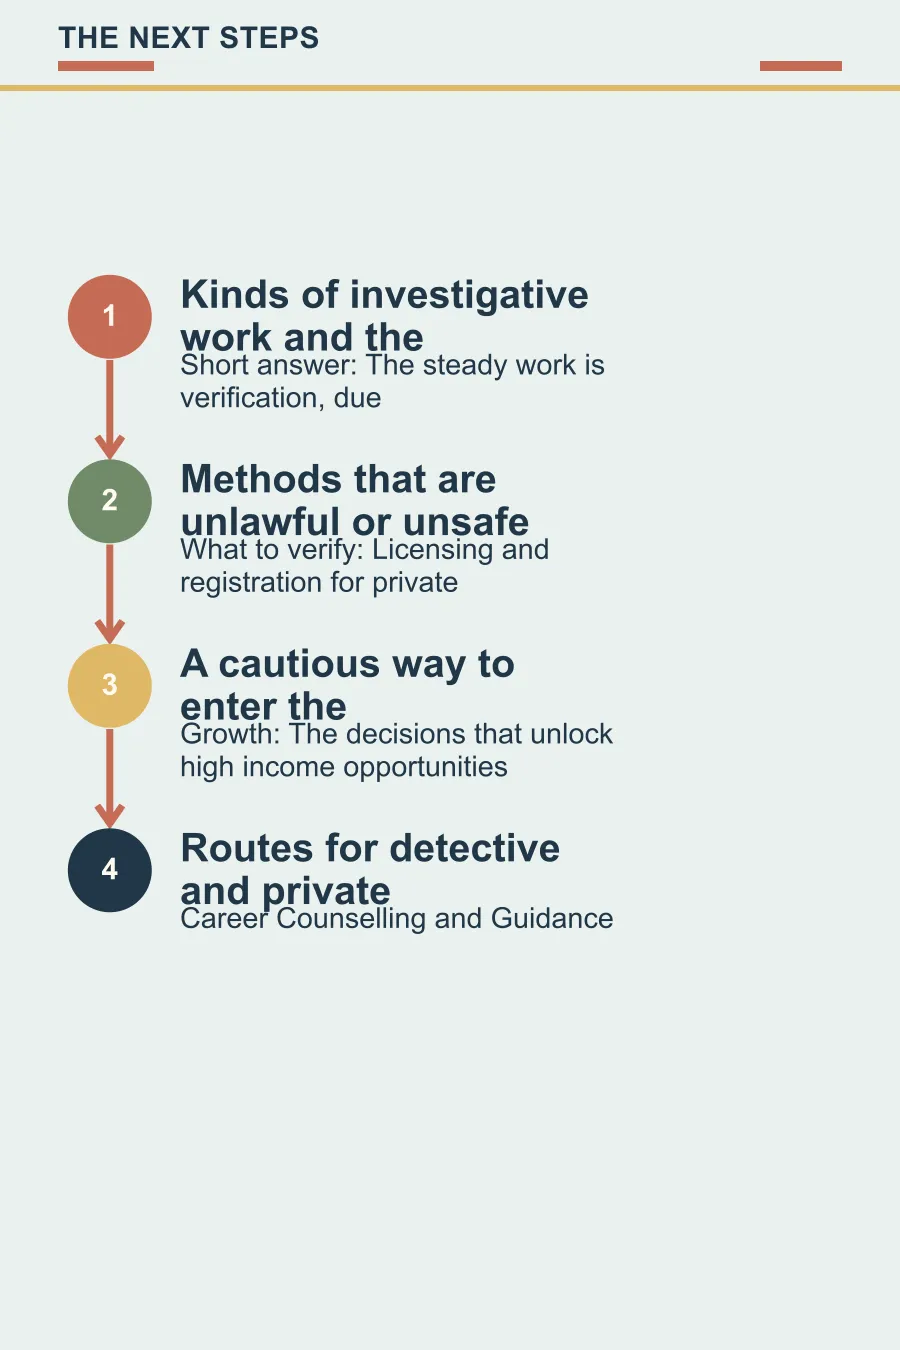 THE NEXT STEPS
1
Kinds of investigative
work and the
Short answer: The steady work is
verification, due
2
Methods that are
unlawful or unsafe
What to verify: Licensing and
registration for private
3
A cautious way to
enter the
Growth: The decisions that unlock
high income opportunities
4
Routes for detective
and private
Career Counselling and Guidance